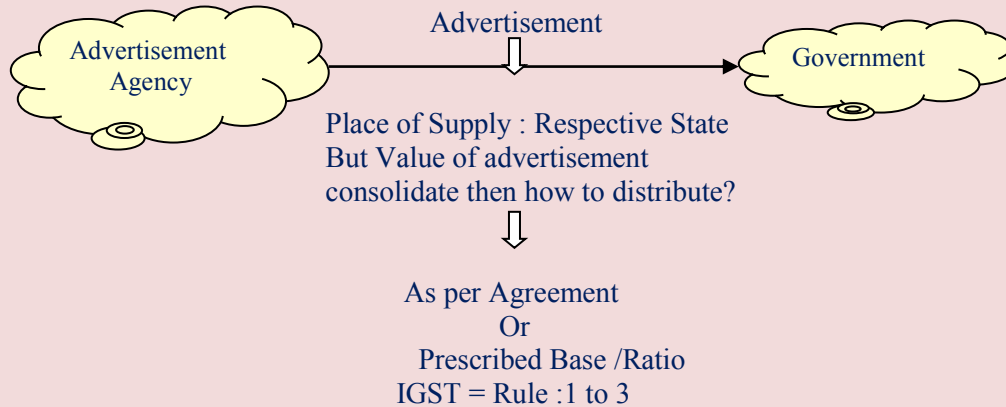 Advertisement
Advertisement
Agency
Government
Place of Supply : Respective State
But Value of advertisement
consolidate then how to distribute?
As per Agreement
Or
Prescribed Base /Ratio
IGST = Rule :1 to 3